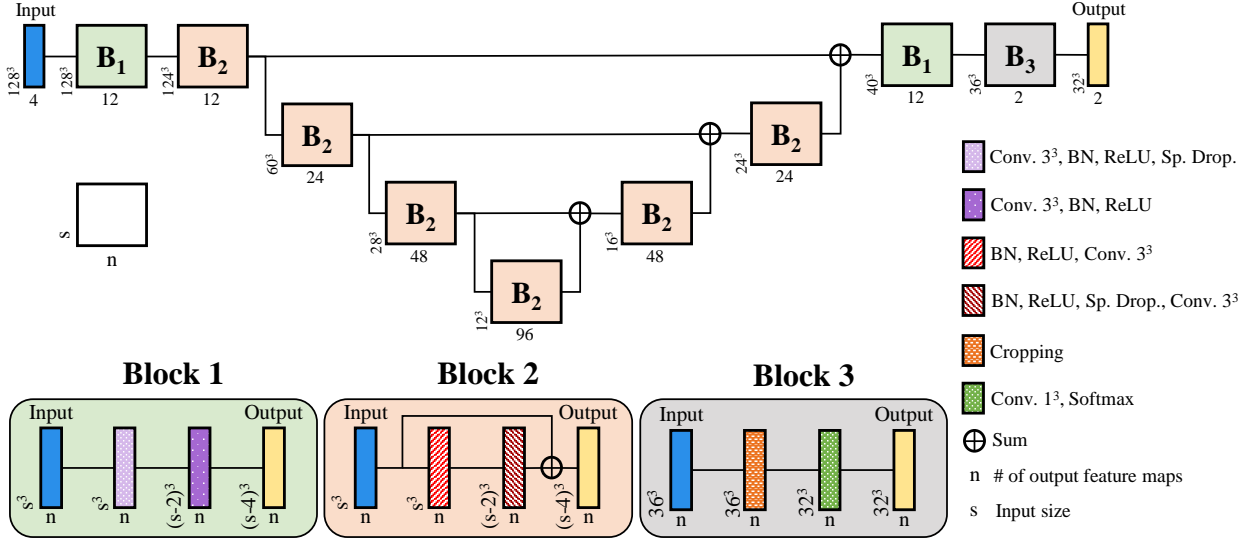 Input
Output
B₁
B₂
B₁
B₃
128³
128³
124³
40³
36³
32³
4
12
12
12
2
2
B₂
B₂
60³
24³
24
24
B₂
B₂
28³
16³
48
48
B₂
12³
96
s
n
Conv. 3³, BN, ReLU, Sp. Drop.
Conv. 3³, BN, ReLU
BN, ReLU, Conv. 3³
BN, ReLU, Sp. Drop., Conv. 3³
Cropping
Conv. 1³, Softmax
Sum
n # of output feature maps
s Input size
Block 1
Input
Output
s³
s³
(s-2)³
(s-4)³
n
n
n
n
Block 2
Input
Output
s³
s³
(s-2)³
(s-4)³
n
n
n
n
Block 3
Input
Output
36³
36³
32³
32³
n
n
n
n